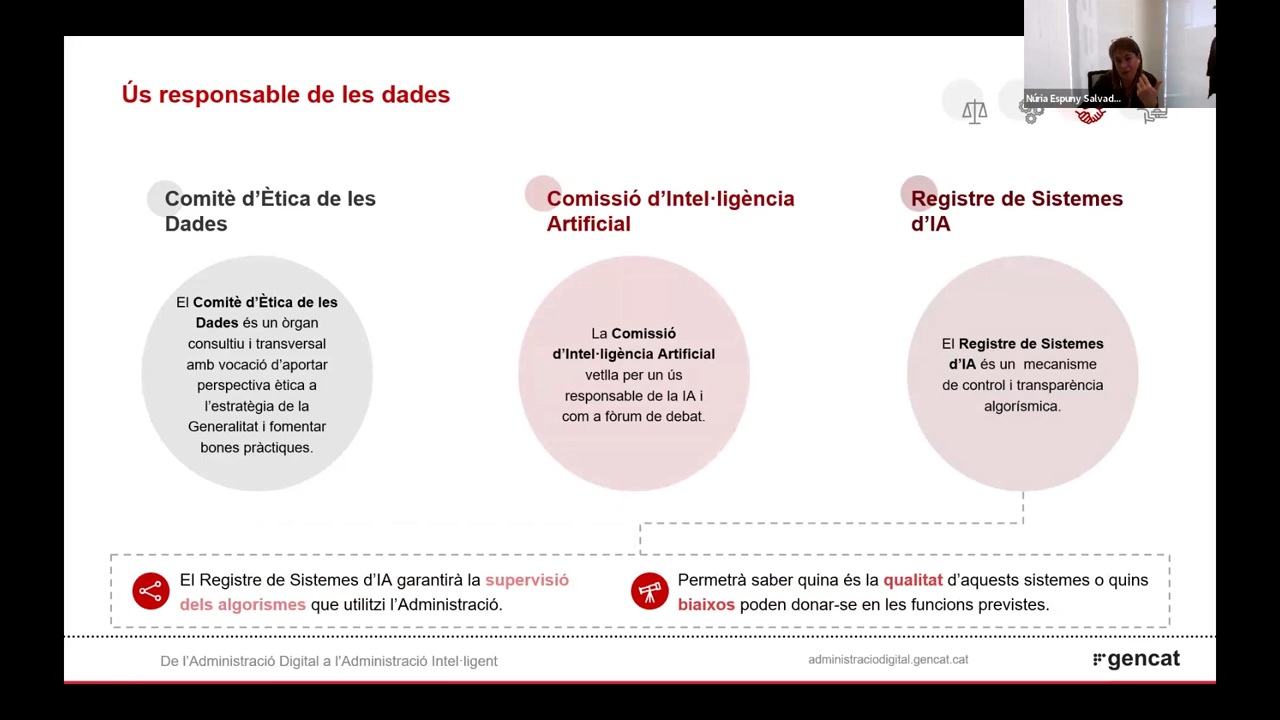 Ús responsable de les dades
Núria Espuny Salvad...
Comitè d'Ètica de les
Dades
El Comitè d'Ètica de les
Dades és un òrgan
consultiu i transversal
amb vocació d'aportar
perspectiva ètica a
l'estratègia de la
Generalitat i fomentar
bones pràctiques.
Comissió d'Intel·ligència
Artificial
La Comissió
d'Intel·ligència Artificial
vetlla per un ús
responsable de la IA i
com a fòrum de debat.
Registre de Sistemes
d'IA
El Registre de Sistemes
d'IA és un mecanisme
de control i transparència
algorísmica.
El Registre de Sistemes d'IA garantirà la supervisió
dels algorismes que utilitzi l'Administració.
Permetrà saber quina és la qualitat d'aquests sistemes o quins
biaixos poden donar-se en les funcions previstes.
De l'Administració Digital a l'Administració Intel·ligent
administraciodigital.gencat.cat
gencat